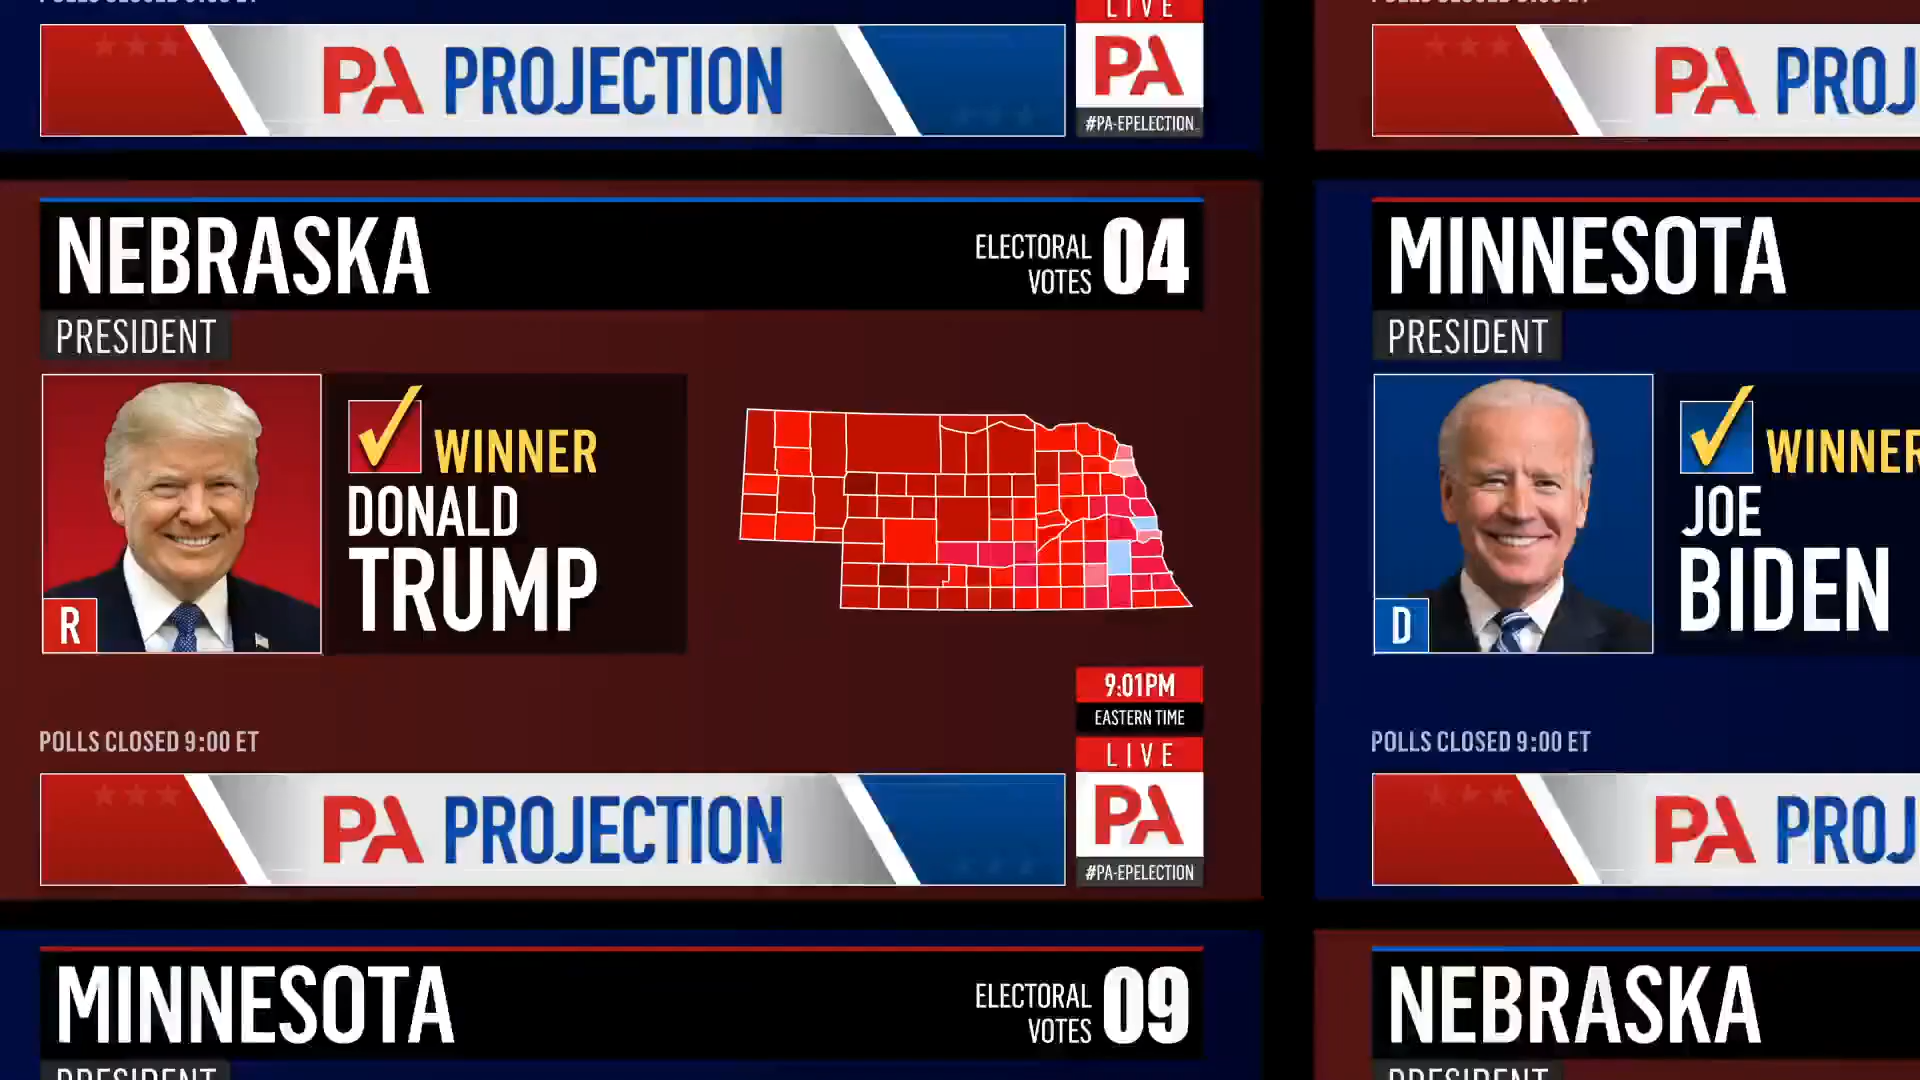 LIVE
PA PROJECTION
PA
#PA-EPELECTION
PA PROJ
NEBRASKA
ELECTORAL
VOTES 04
PRESIDENT
WINNER
DONALD
TRUMP
R
9:01PM
EASTERN TIME
POLLS CLOSED 9:00 ET
LIVE
PA PROJECTION
PA
#PA-EPELECTION
MINNESOTA
PRESIDENT
WINNER
JOE
BIDEN
D
POLLS CLOSED 9:00 ET
PA PROJ
MINNESOTA
ELECTORAL
VOTES 09
PRESIDENT
NEBRASKA
PRESIDENT